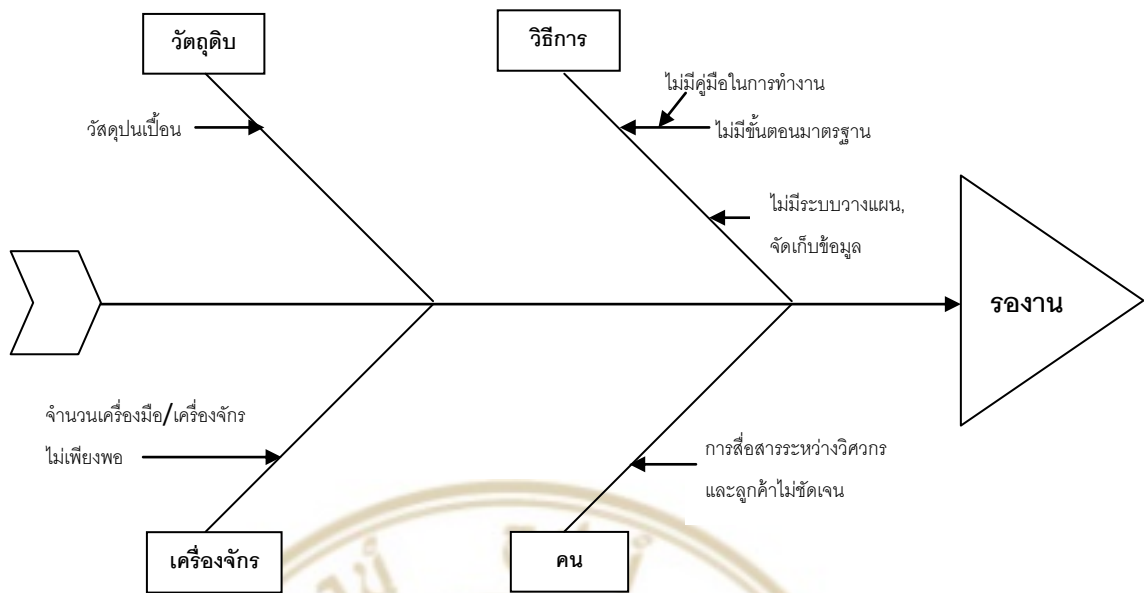 วัตถุดิบ
วิธีการ
ไม่มีคู่มือในการทำงาน
วัสดุปนเปื้อน
ไม่มีขั้นตอนมาตรฐาน
ไม่มีระบบวางแผน,
จัดเก็บข้อมูล
รองาน
จำนวนเครื่องมือ/เครื่องจักร
ไม่เพียงพอ
การสื่อสารระหว่างวิศวกร
และลูกค้าไม่ชัดเจน
เครื่องจักร
คน